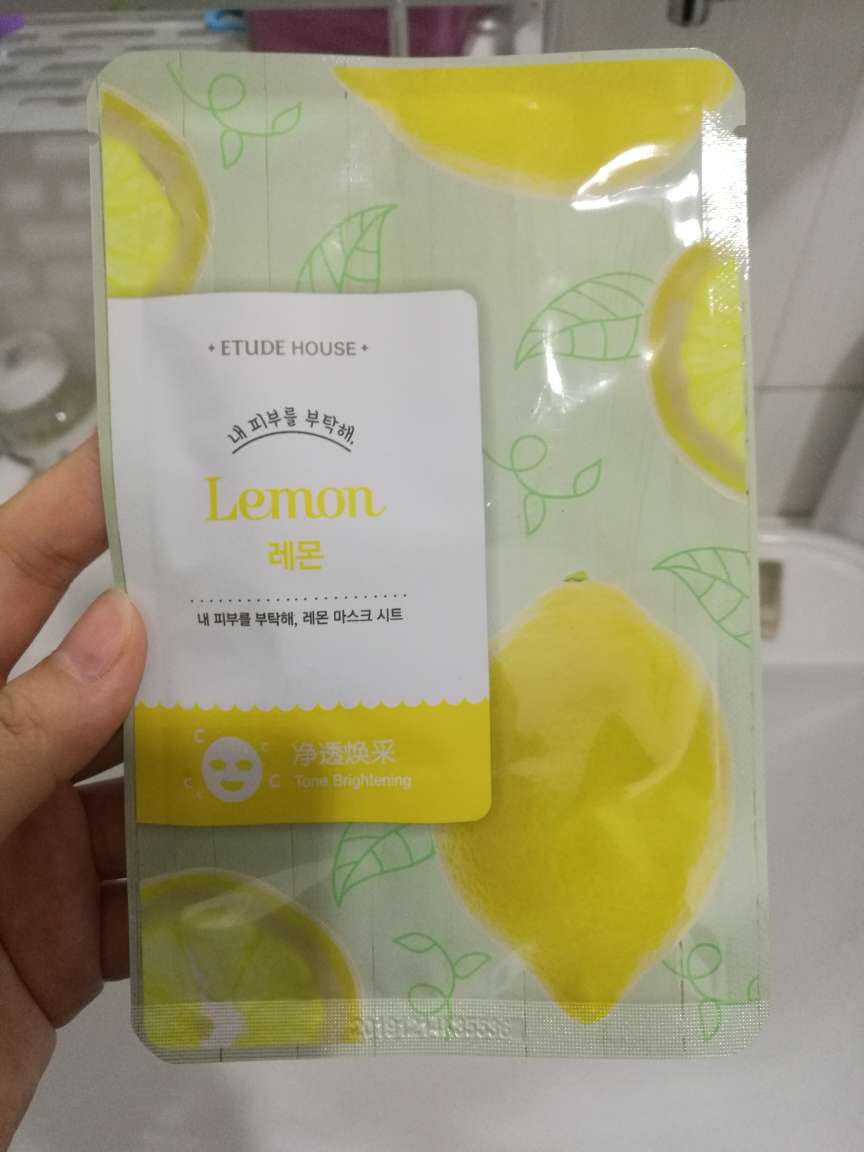 ETUDE HOUSE
내 피부를 부탁해.
Lemon
레몬
내 피부를 부탁해, 레몬 마스크 시트
净透焕采
Tone Brightening